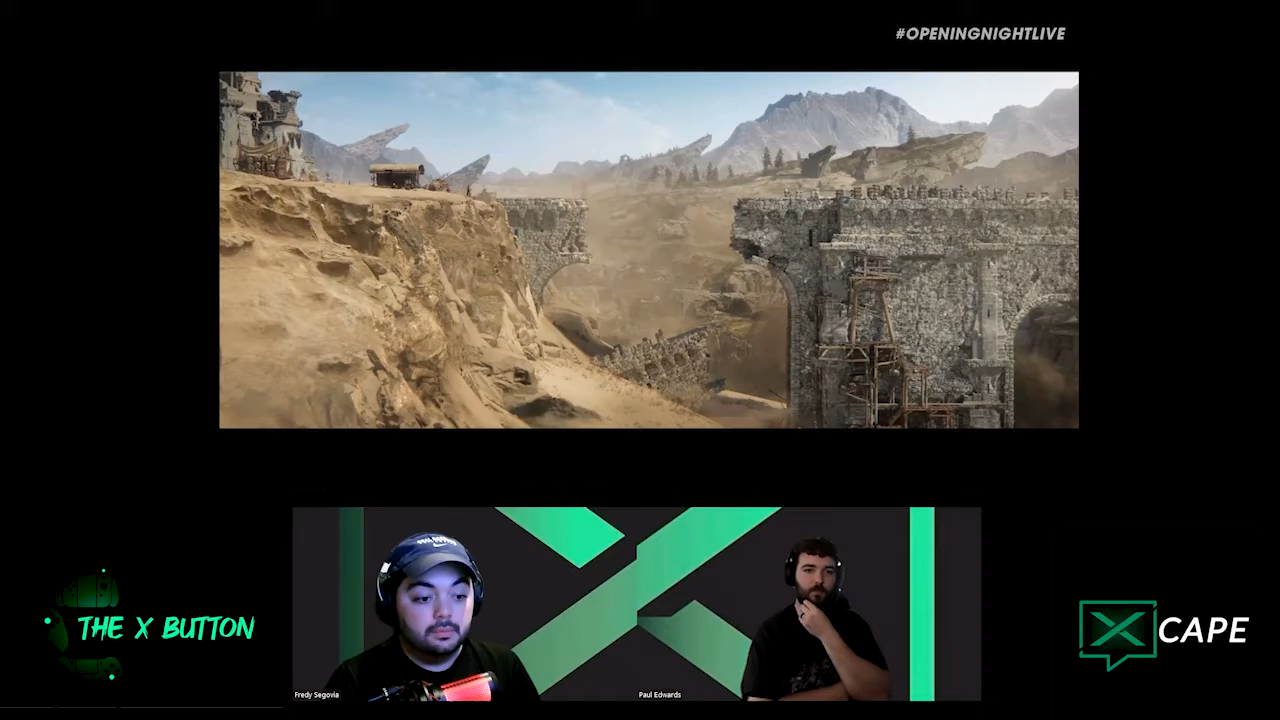 #OPENINGNIGHTLIVE
THE X BUTTON
Fredy Segovia
Paul Edwards
X CAPE